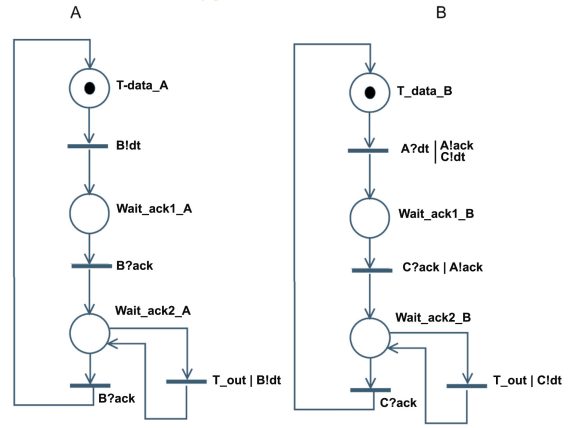 A
B
T-data_A
T_data_B
B!dt
A?dt | A!ack
C!dt
Wait_ack1_A
Wait_ack1_B
B?ack
C?ack | A!ack
Wait_ack2_A
Wait_ack2_B
T_out | B!dt
T_out | C!dt
B?ack
C?ack